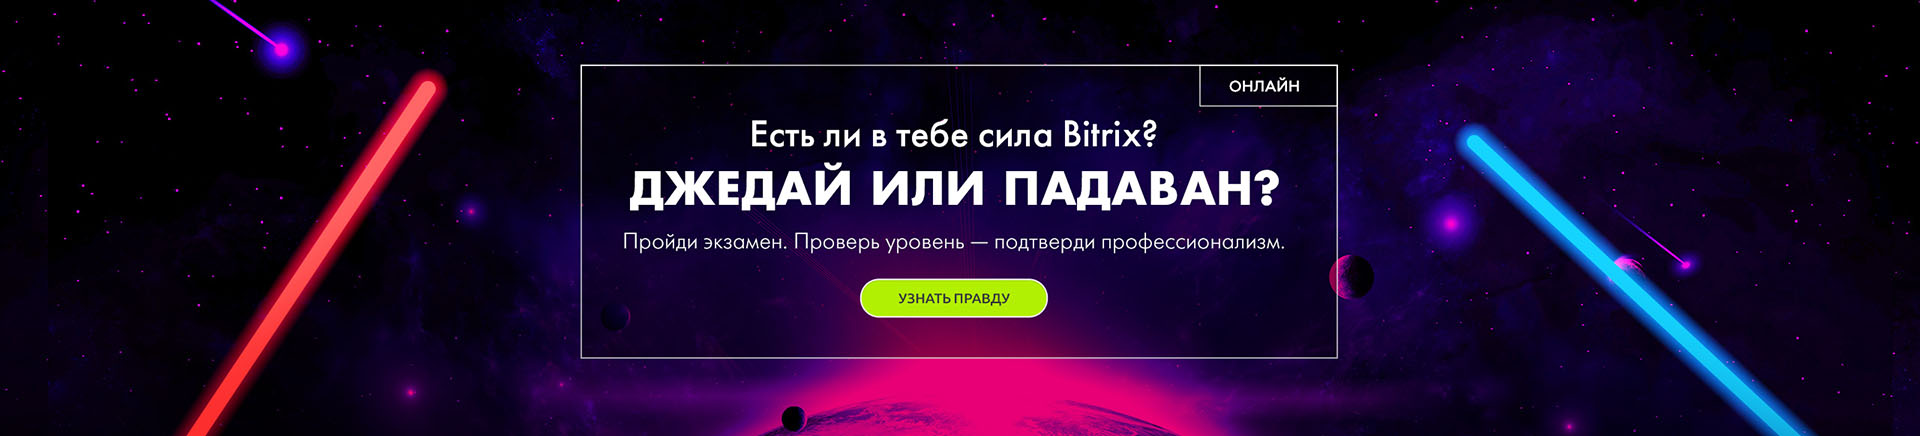 ОНЛАЙН
Есть ли в тебе сила Bitrix?
ДЖЕДАЙ ИЛИ ПАДАВАН?
Пройди экзамен. Проверь уровень — подтверди профессионализм.
УЗНАТЬ ПРАВДУ